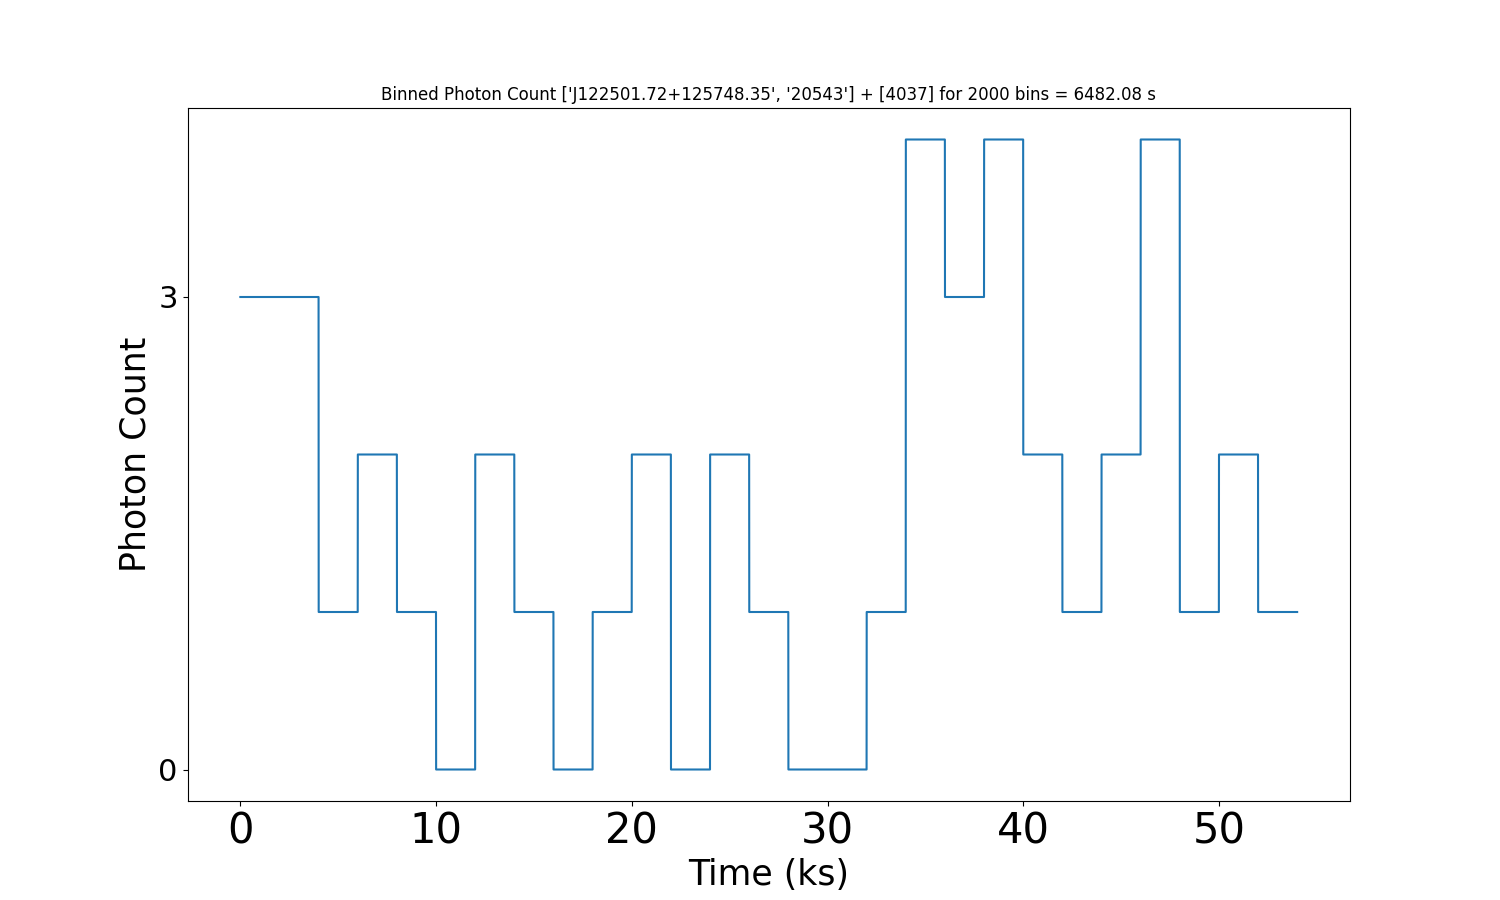 Binned Photon Count ['J122501.72+125748.35', '20543'] + [4037] for 2000 bins = 6482.08 s
Photon Count
3
0
0 10 20 30 40 50
Time (ks)